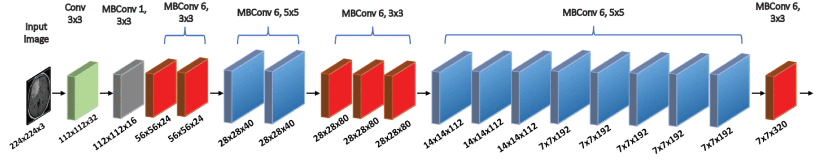 Input
Image
Conv
3x3
MBConv 1,
3x3
MBConv 6,
3x3
MBConv 6, 5x5
MBConv 6, 3x3
MBConv 6, 5x5
MBConv 6,
3x3
224x224x3
112x112x32
112x112x16
56x56x24
56x56x24
28x28x40
28x28x40
28x28x80
28x28x80
28x28x80
14x14x112
14x14x112
14x14x112
7x7x192
7x7x192
7x7x192
7x7x192
7x7x192
7x7x320